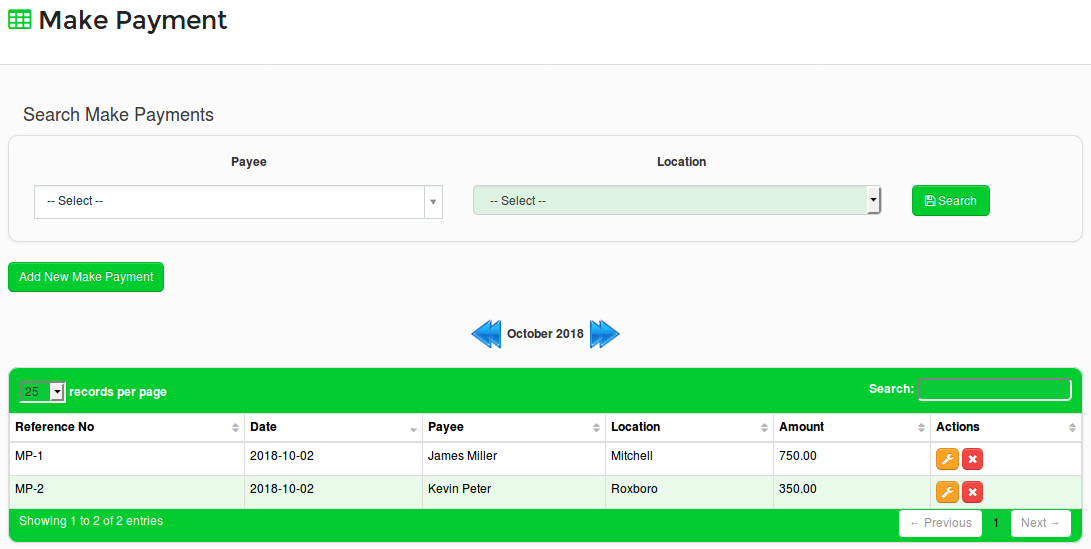 Make Payment
Search Make Payments
Payee Location
-- Select -- -- Select -- Search
Add New Make Payment
October 2018
25 records per page Search:
Reference No Date Payee Location Amount Actions
MP-1 2018-10-02 James Miller Mitchell 750.00
MP-2 2018-10-02 Kevin Peter Roxboro 350.00
Showing 1 to 2 of 2 entries ← Previous 1 Next →